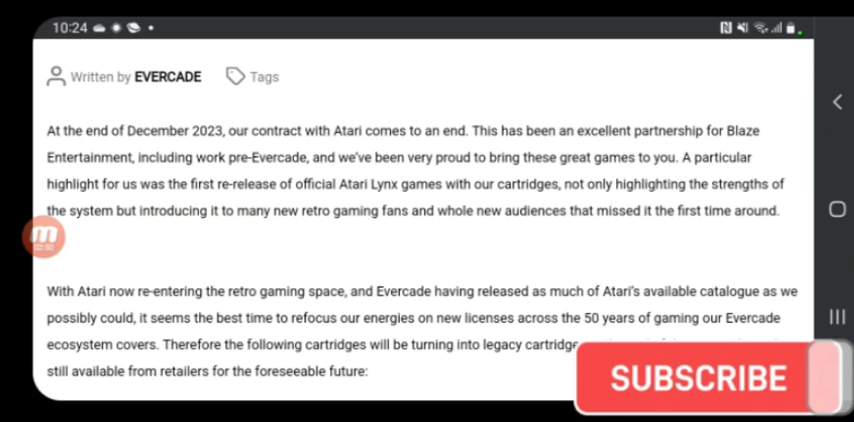 10:24
Written by EVERCADE Tags
At the end of December 2023, our contract with Atari comes to an end. This has been an excellent partnership for Blaze
Entertainment, including work pre-Evercade, and we've been very proud to bring these great games to you. A particular
highlight for us was the first re-release of official Atari Lynx games with our cartridges, not only highlighting the strengths of
the system but introducing it to many new retro gaming fans and whole new audiences that missed it the first time around.
With Atari now re-entering the retro gaming space, and Evercade having released as much of Atari's available catalogue as we
possibly could, it seems the best time to refocus our energies on new licenses across the 50 years of gaming our Evercade
ecosystem covers. Therefore the following cartridges will be turning into legacy cartridge
still available from retailers for the foreseeable future:
SUBSCRIBE